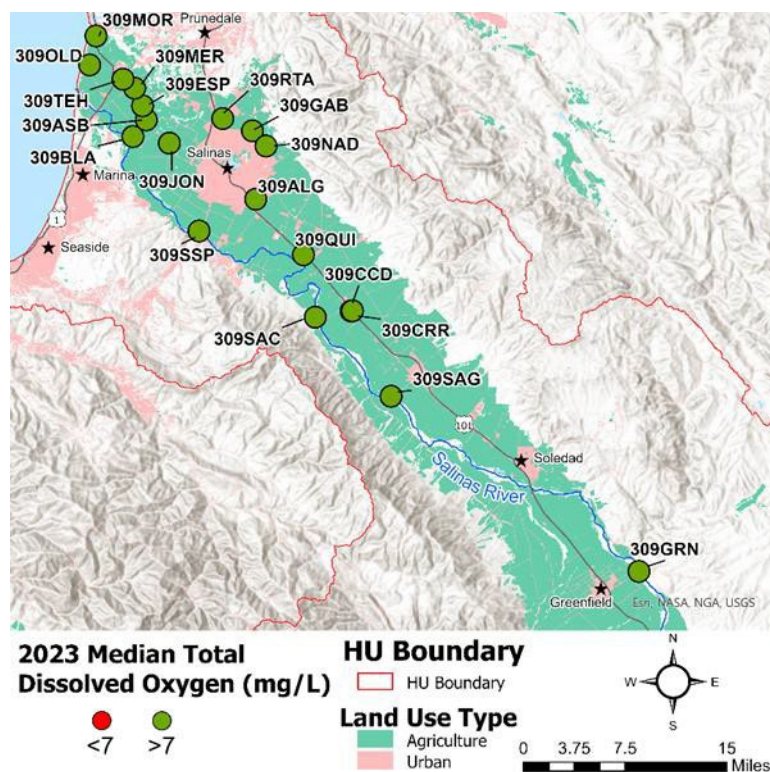 309MOR
Prunedale
309OLD
309MER
309ESP
309TEH
309RTA
309GAB
309ASB
309NAD
309BLA
Salinas
309JON
Marina
309ALG
1
Seaside
309SSP
309QUI
309CCD
309SAC
309CRR
309SAG
101
Soledad
Salinas River
309GRN
Greenfield
Esri, NASA, NGA, USGS
2023 Median Total
Dissolved Oxygen (mg/L)
<7
>7
HU Boundary
HU Boundary
Land Use Type
Agriculture
Urban
N
W
E
S
0 3.75 7.5 15
Miles